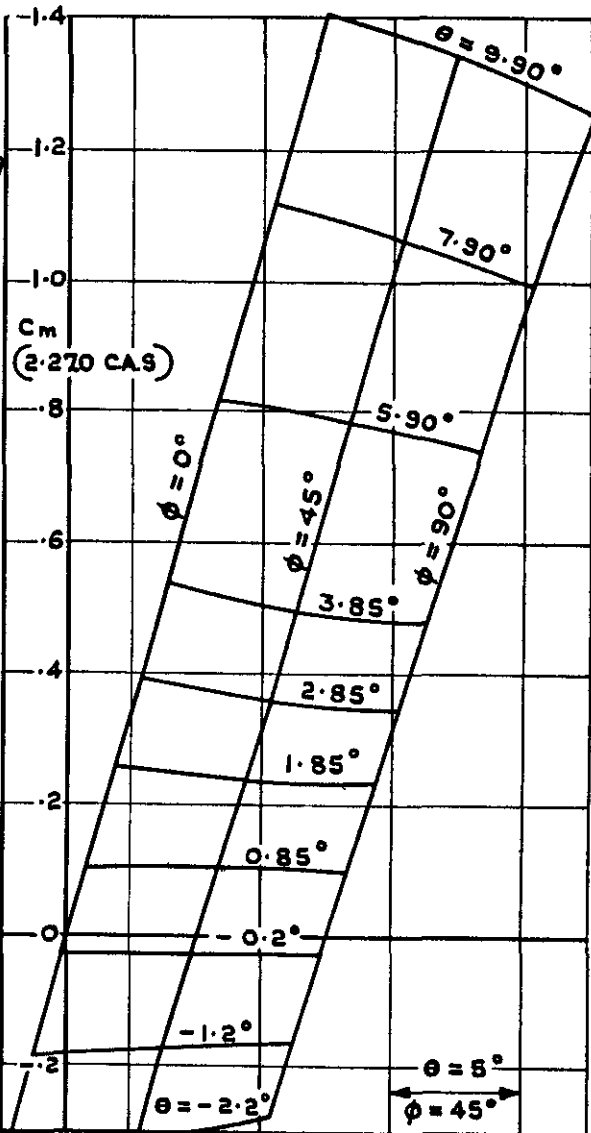 -1.4
θ = 9.90°
-1.2
7.90°
-1.0
Cm
(2.270 C.A.S)
.8
5.90°
φ = 0°
φ = 45°
φ = 90°
.6
3.85°
.4
2.85°
1.85°
.2
0.85°
0
-0.2°
-1.2°
-.2
θ = 5°
θ = -2.2°
φ = 45°